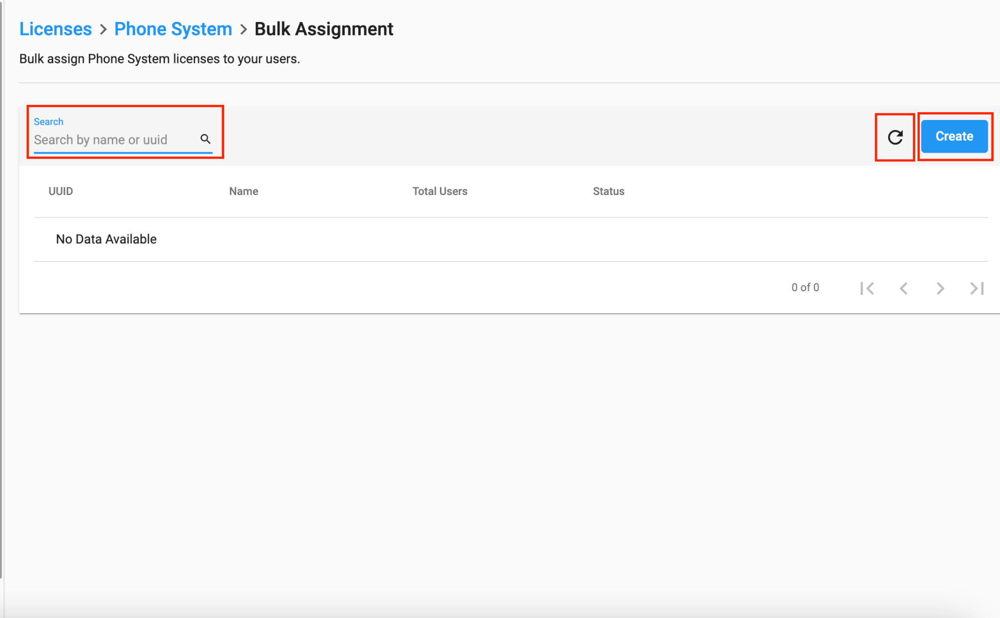 Licenses > Phone System > Bulk Assignment
Bulk assign Phone System licenses to your users.
Search
Search by name or uuid
Create
UUID Name Total Users Status
No Data Available
0 of 0